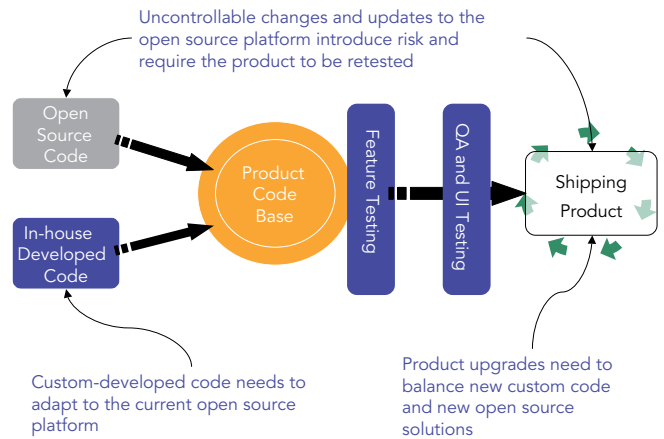 Uncontrollable changes and updates to the
open source platform introduce risk and
require the product to be retested
Open
Source
Code
In-house
Developed
Code
Product
Code
Base
Feature Testing
QA and UI Testing
Shipping
Product
Custom-developed code needs to
adapt to the current open source
platform
Product upgrades need to
balance new custom code
and new open source
solutions